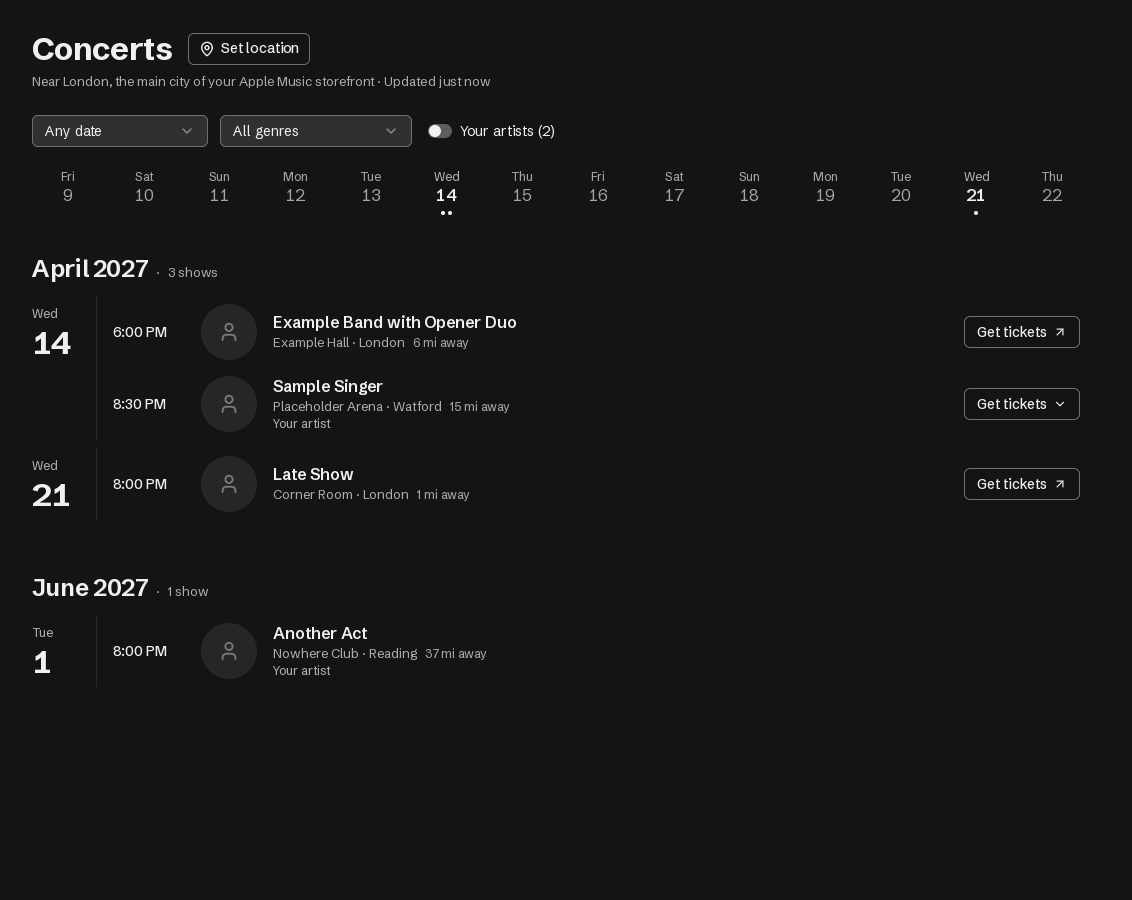 Concerts
Set location
Near London, the main city of your Apple Music storefront · Updated just now
Any date
All genres
Your artists (2)
Fri Sat Sun Mon Tue Wed Thu Fri Sat Sun Mon Tue Wed Thu
9 10 11 12 13 14 15 16 17 18 19 20 21 22
April 2027 · 3 shows
Wed
14
6:00 PM
Example Band with Opener Duo
Example Hall · London 6 mi away
Get tickets
8:30 PM
Sample Singer
Placeholder Arena · Watford 15 mi away
Your artist
Get tickets
Wed
21
8:00 PM
Late Show
Corner Room · London 1 mi away
Get tickets
June 2027 · 1 show
Tue
1
8:00 PM
Another Act
Nowhere Club · Reading 37 mi away
Your artist